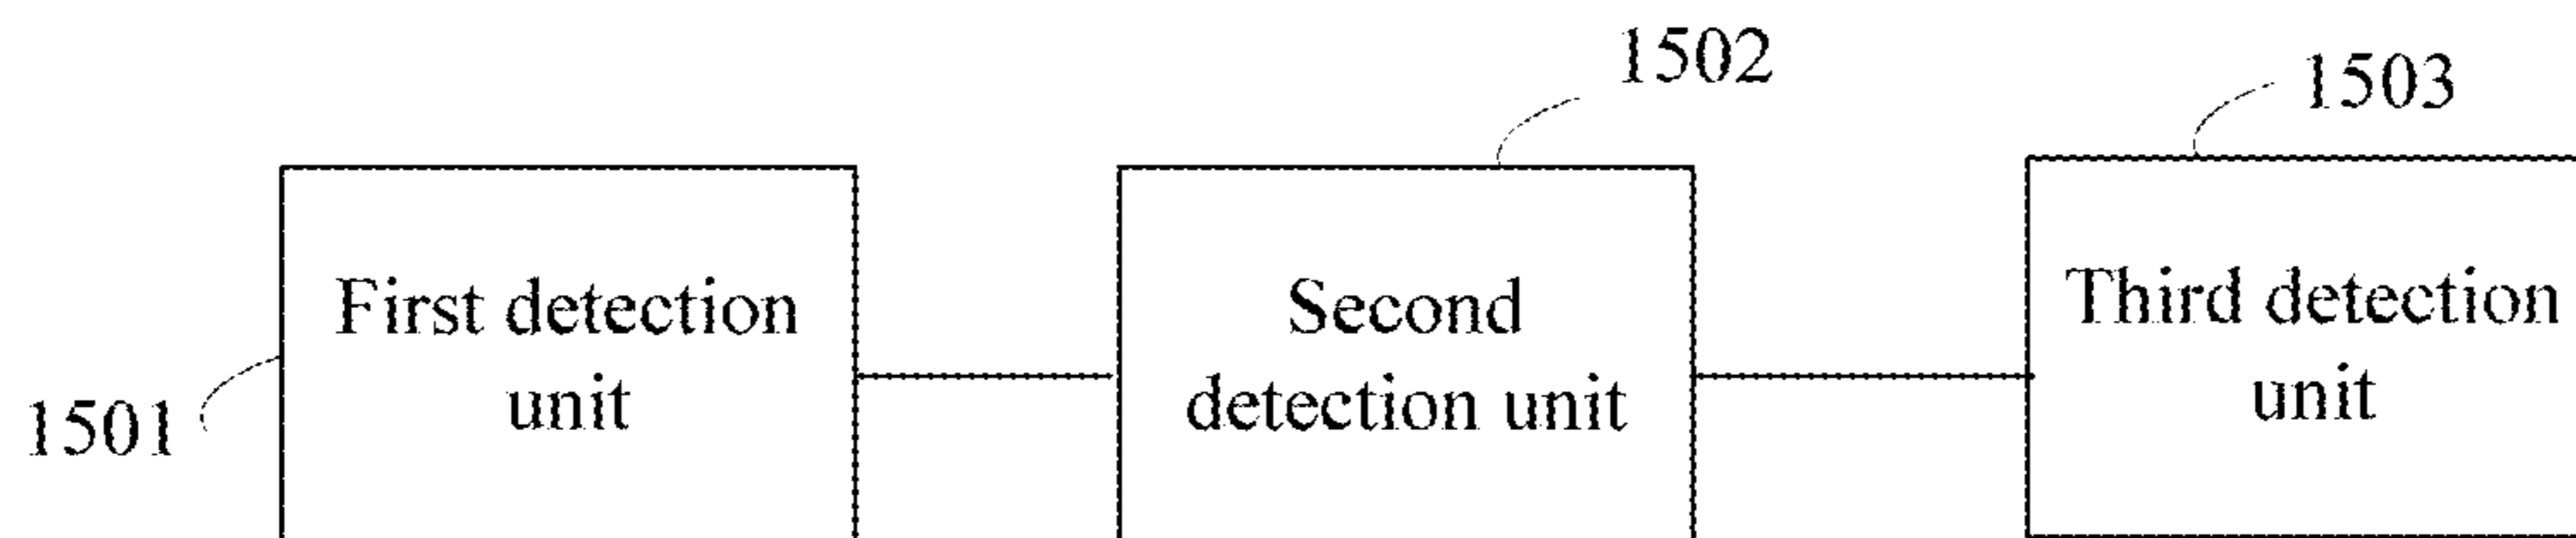 1502
1503
First detection
unit
Second
detection unit
Third detection
unit
1501